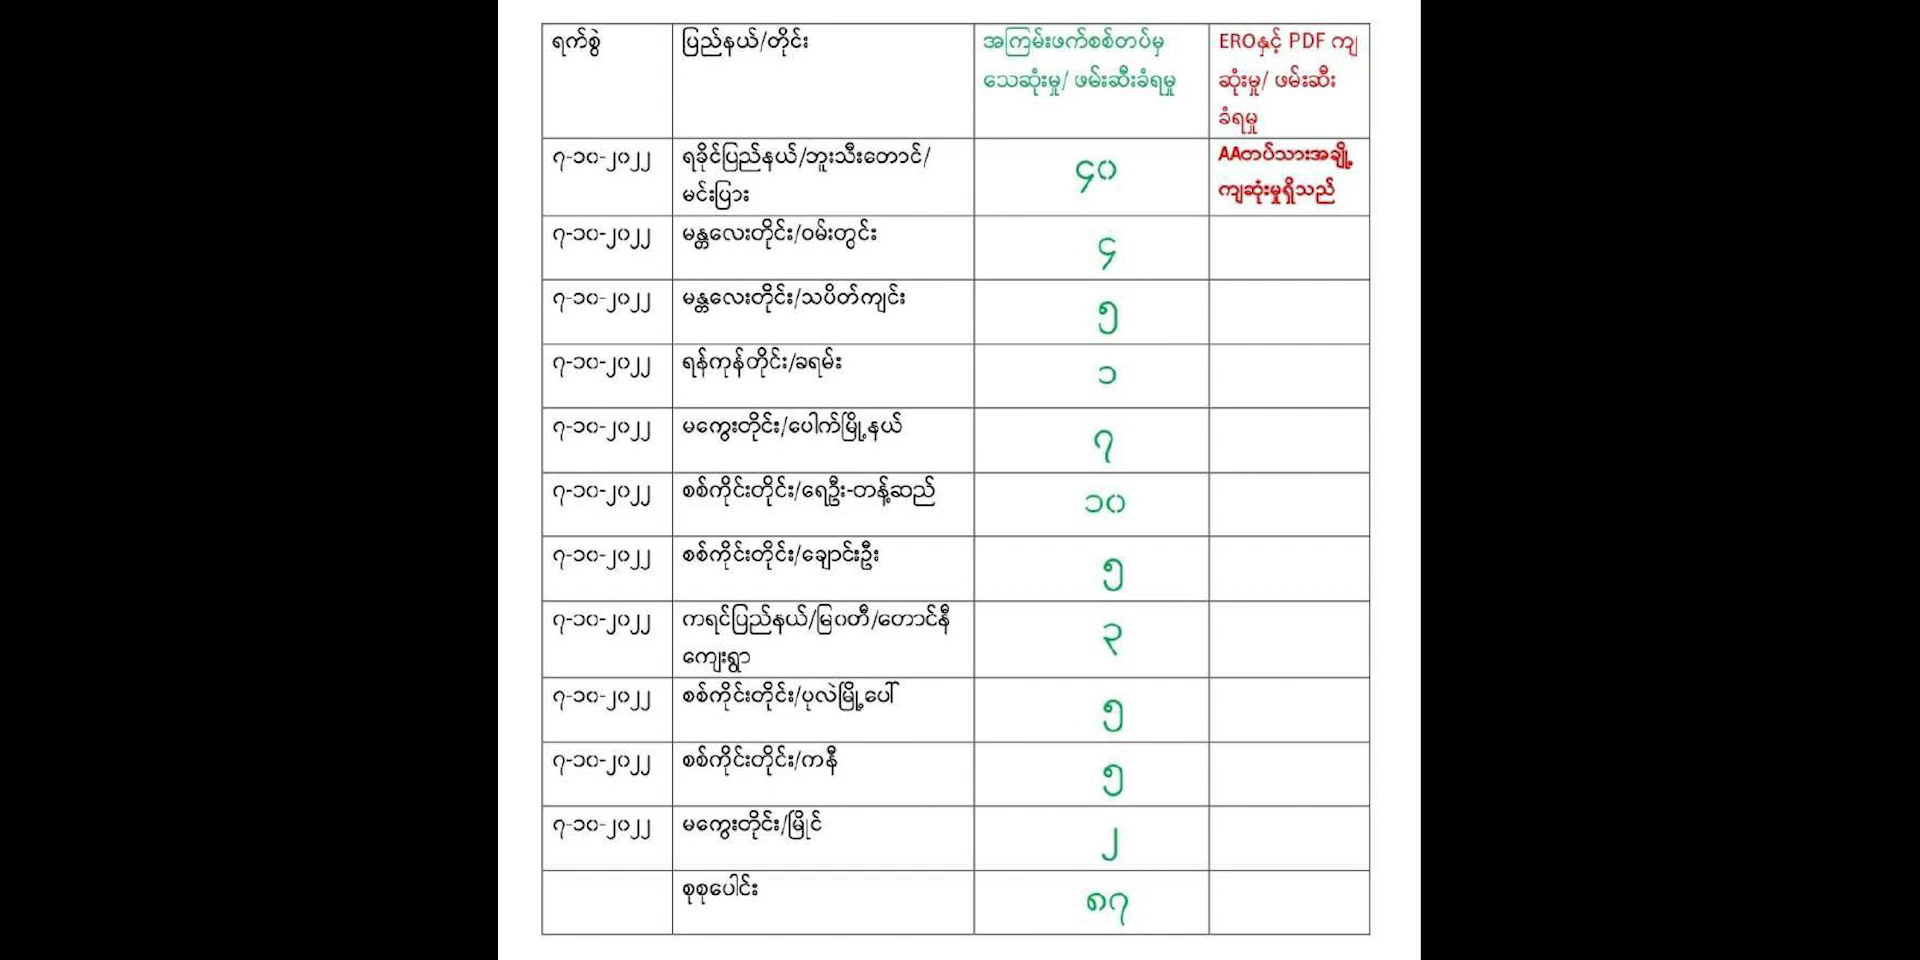 ရက်စွဲ
ပြည်နယ်/တိုင်း
အကြမ်းဖက်စစ်တပ်မှ
သေဆုံးမှု/ ဖမ်းဆီးခံရမှု
EROနှင့် PDF ကျ
ဆုံးမှု/ ဖမ်းဆီး
ခံရမှု
၇-၁၀-၂၀၂၂
ရခိုင်ပြည်နယ်/ဘူးသီးတောင်/
မင်းပြား
၄၀
AAတပ်သားအချို့
ကျဆုံးမှုရှိသည်
၇-၁၀-၂၀၂၂
မန္တလေးတိုင်း/ဝမ်းတွင်း
၄
၇-၁၀-၂၀၂၂
မန္တလေးတိုင်း/သပိတ်ကျင်း
၅
၇-၁၀-၂၀၂၂
ရန်ကုန်တိုင်း/ခရမ်း
၁
၇-၁၀-၂၀၂၂
မကွေးတိုင်း/ပေါက်မြို့နယ်
၇
၇-၁၀-၂၀၂၂
စစ်ကိုင်းတိုင်း/ရေဦး-တန့်ဆည်
၁၀
၇-၁၀-၂၀၂၂
စစ်ကိုင်းတိုင်း/ချောင်းဦး
၅
၇-၁၀-၂၀၂၂
ကရင်ပြည်နယ်/မြ၀တီ/တောင်နီ
ကျေးရွာ
၃
၇-၁၀-၂၀၂၂
စစ်ကိုင်းတိုင်း/ပုလဲမြို့ပေါ်
၅
၇-၁၀-၂၀၂၂
စစ်ကိုင်းတိုင်း/ကနီ
၅
၇-၁၀-၂၀၂၂
မကွေးတိုင်း/မြိုင်
၂
စုစုပေါင်း
၈၇